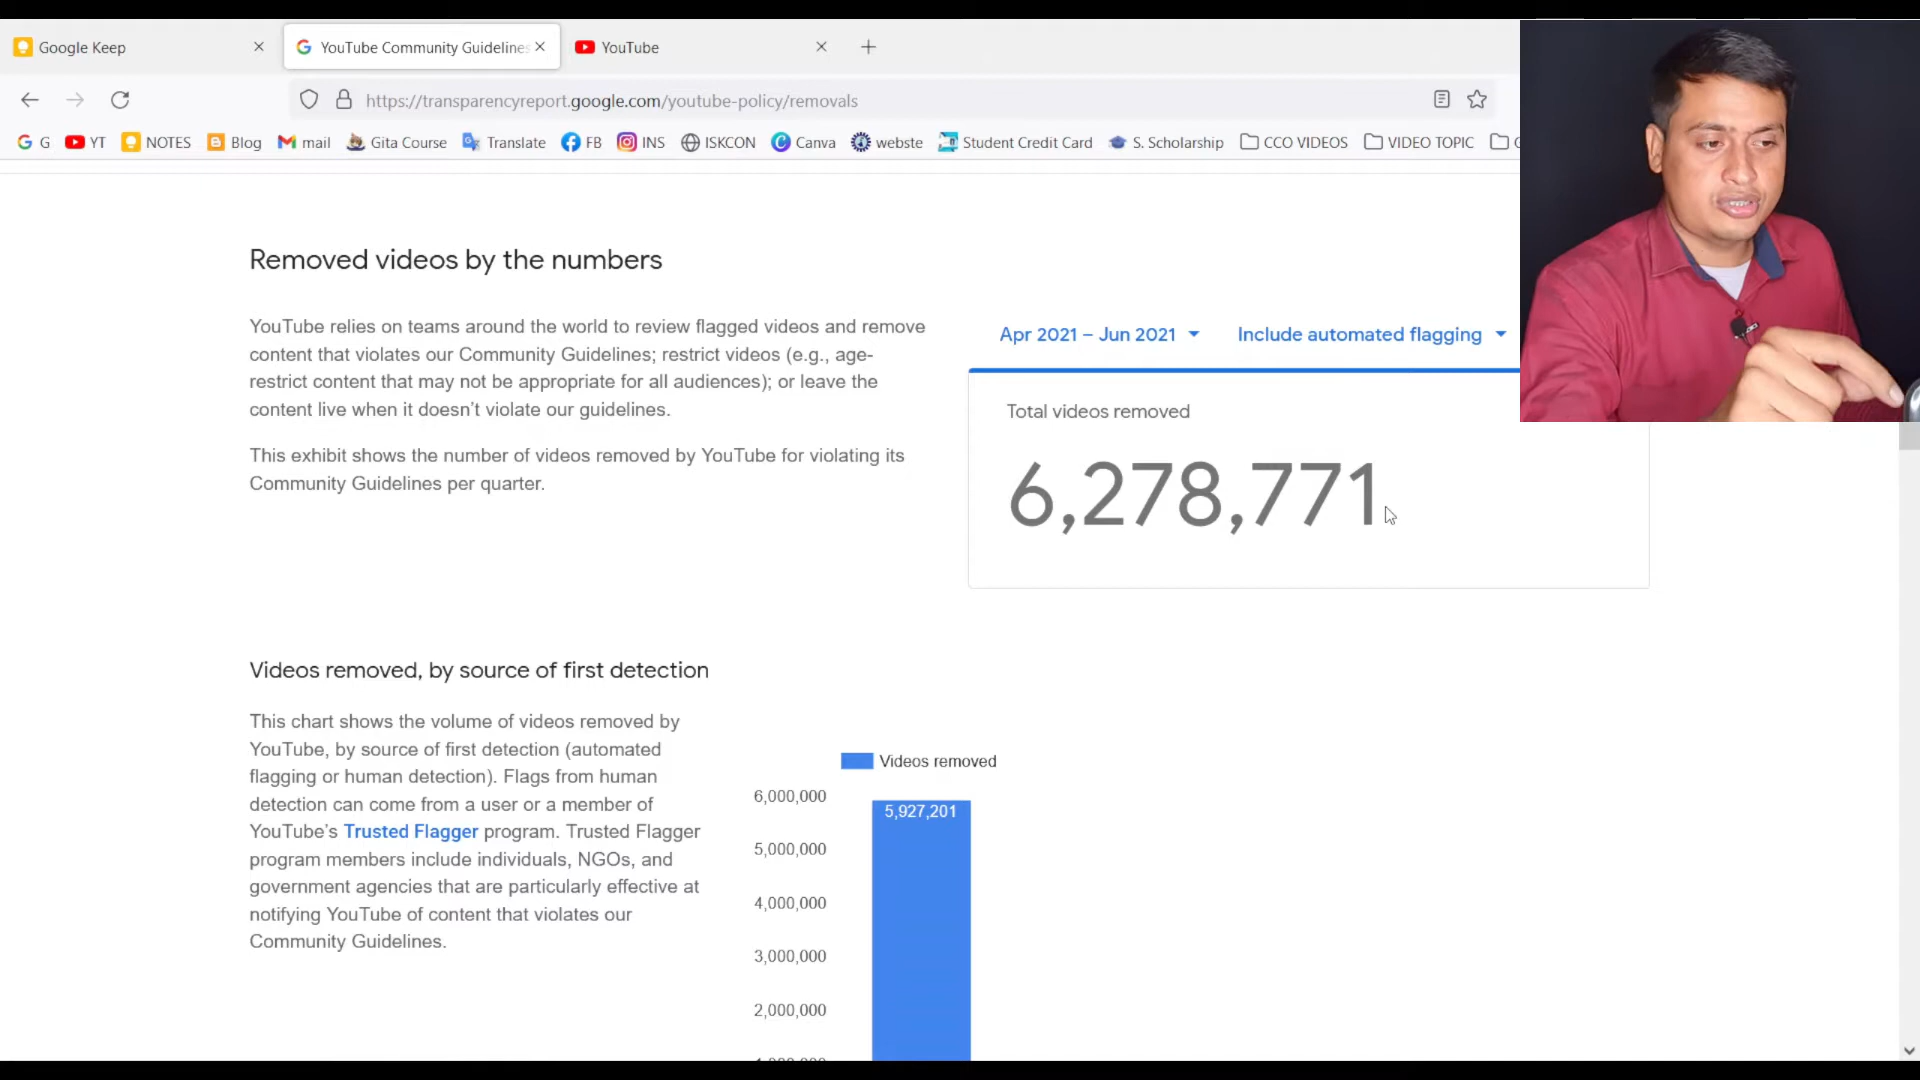 Google Keep
YouTube Community Guidelines
YouTube
https://transparencyreport.google.com/youtube-policy/removals
G YT NOTES Blog mail Gita Course Translate FB INS ISKCON Canva webste Student Credit Card S. Scholarship CCO VIDEOS VIDEO TOPIC
Removed videos by the numbers
YouTube relies on teams around the world to review flagged videos and remove
content that violates our Community Guidelines; restrict videos (e.g., age-
restrict content that may not be appropriate for all audiences); or leave the
content live when it doesn't violate our guidelines.
This exhibit shows the number of videos removed by YouTube for violating its
Community Guidelines per quarter.
Apr 2021 – Jun 2021
Include automated flagging
Total videos removed
6,278,771
Videos removed, by source of first detection
This chart shows the volume of videos removed by
YouTube, by source of first detection (automated
flagging or human detection). Flags from human
detection can come from a user or a member of
YouTube's Trusted Flagger program. Trusted Flagger
program members include individuals, NGOs, and
government agencies that are particularly effective at
notifying YouTube of content that violates our
Community Guidelines.
Videos removed
6,000,000
5,927,201
5,000,000
4,000,000
3,000,000
2,000,000